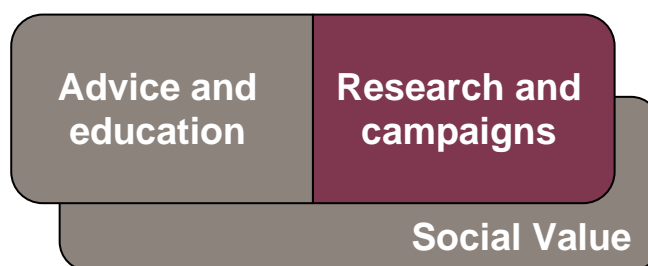 Advice and
education
Research and
campaigns
Social Value